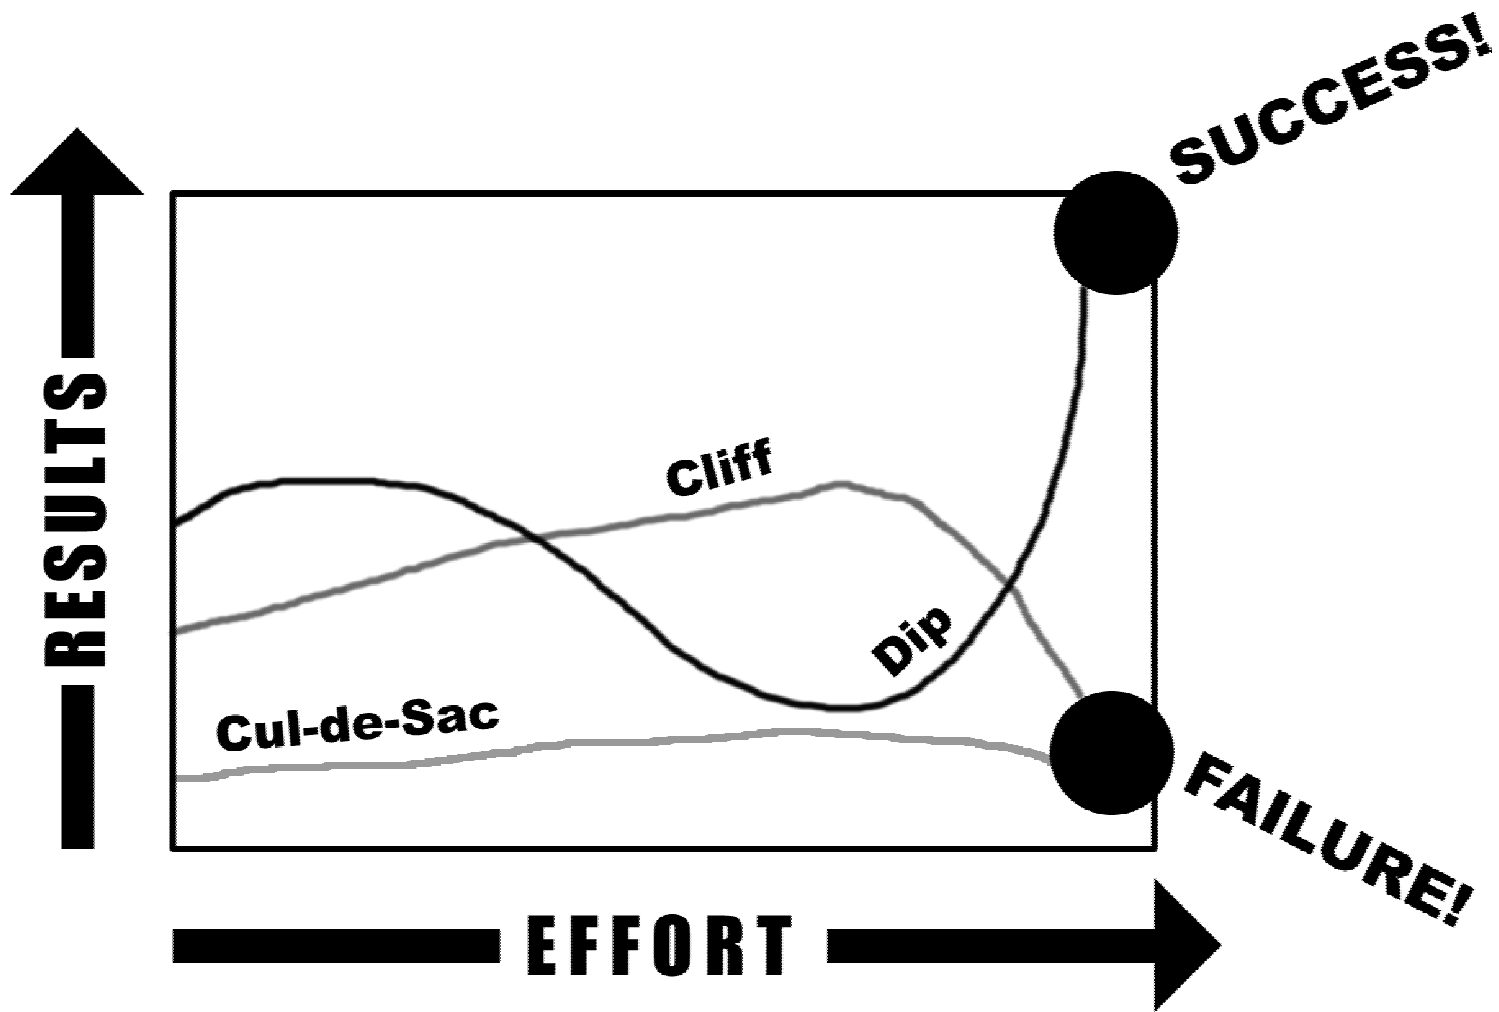 SUCCESS!
RESULTS
Cliff
Dip
Cul-de-Sac
FAILURE!
EFFORT